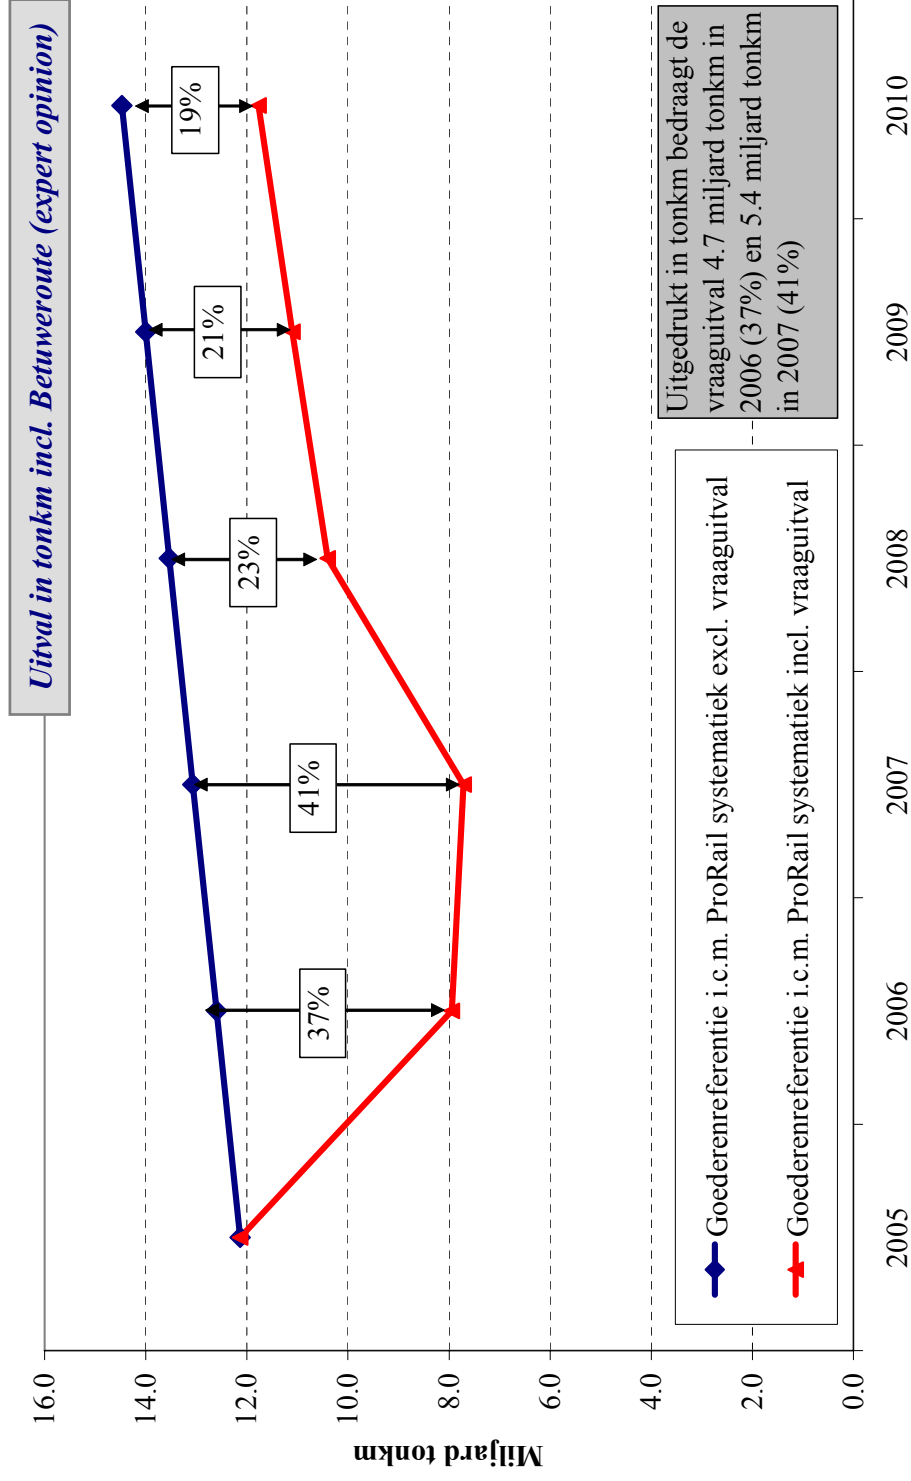 Uitval in tonkm incl. Betuweroute (expert opinion)
16.0
14.0
12.0
10.0
8.0
6.0
4.0
2.0
0.0
Miljard tonkm
37%
41%
23%
21%
19%
Goederenreferentie i.c.m. ProRail systematiek excl. vraaguitval
Goederenreferentie i.c.m. ProRail systematiek incl. vraaguitval
Uitgedrukt in tonkm bedraagt de
vraaguitval 4.7 miljard tonkm in
2006 (37%) en 5.4 miljard tonkm
in 2007 (41%)
2005
2006
2007
2008
2009
2010